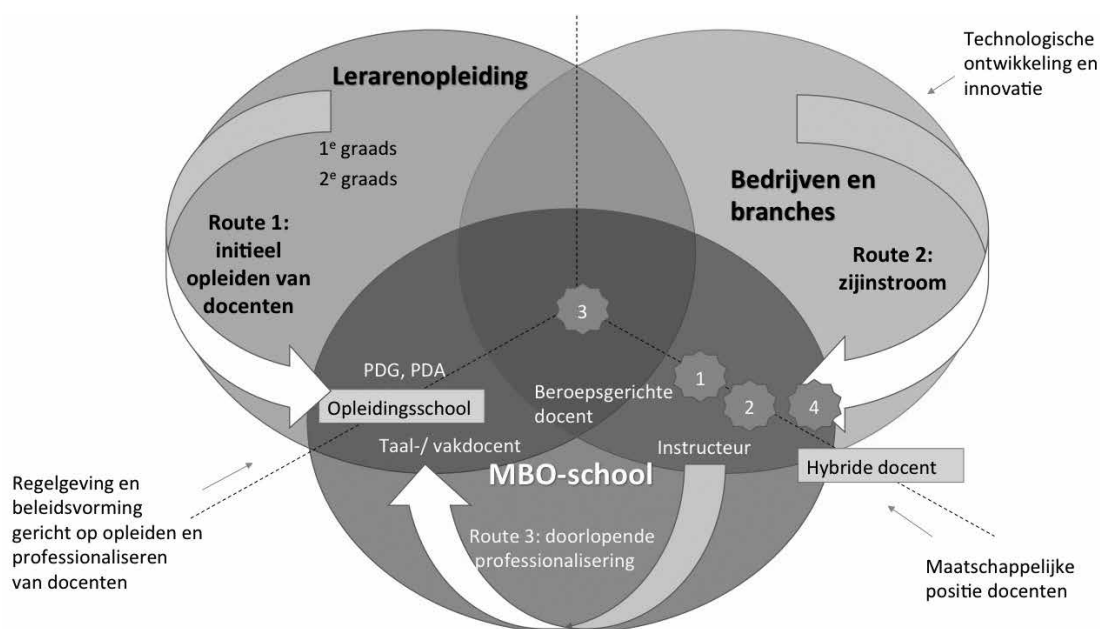 Lerarenopleiding
1e graads
2e graads
Route 1:
initieel
opleiden van
docenten
Technologische
ontwikkeling en
innovatie
Bedrijven en
branches
Route 2:
zijinstroom
3
1
2
4
PDG, PDA
Opleidingsschool
Taal-/ vakdocent
Beroepsgerichte
docent
Instructeur
MBO-school
Hybride docent
Route 3: doorlopende
professionalisering
Regelgeving en
beleidsvorming
gericht op opleiden en
professionaliseren
van docenten
Maatschappelijke
positie docenten